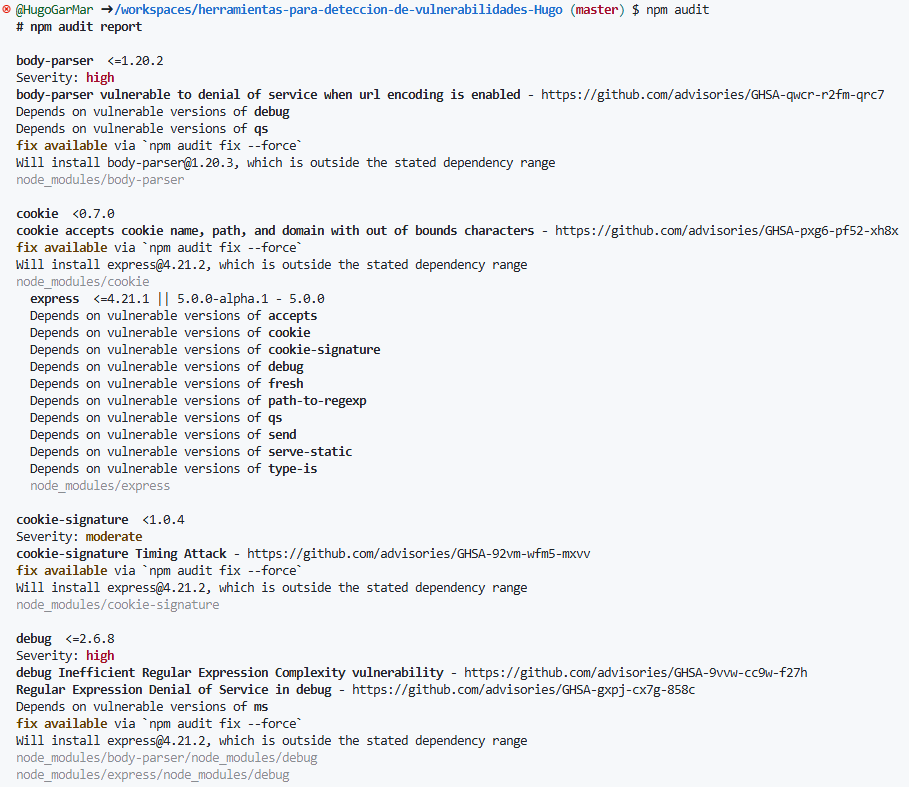 @HugoGarMar ➜/workspaces/herramientas-para-deteccion-de-vulnerabilidades-Hugo (master) $ npm audit
# npm audit report
body-parser <=1.20.2
Severity: high
body-parser vulnerable to denial of service when url encoding is enabled - https://github.com/advisories/GHSA-qwcr-r2fm-qrc7
Depends on vulnerable versions of debug
Depends on vulnerable versions of qs
fix available via `npm audit fix --force`
Will install body-parser@1.20.3, which is outside the stated dependency range
node_modules/body-parser
cookie <0.7.0
cookie accepts cookie name, path, and domain with out of bounds characters - https://github.com/advisories/GHSA-pxg6-pf52-xh8x
fix available via `npm audit fix --force`
Will install express@4.21.2, which is outside the stated dependency range
node_modules/cookie
express <=4.21.1 || 5.0.0-alpha.1 - 5.0.0
Depends on vulnerable versions of accepts
Depends on vulnerable versions of cookie
Depends on vulnerable versions of cookie-signature
Depends on vulnerable versions of debug
Depends on vulnerable versions of fresh
Depends on vulnerable versions of path-to-regexp
Depends on vulnerable versions of qs
Depends on vulnerable versions of send
Depends on vulnerable versions of serve-static
Depends on vulnerable versions of type-is
node_modules/express
cookie-signature <1.0.4
Severity: moderate
cookie-signature Timing Attack - https://github.com/advisories/GHSA-92vm-wfm5-mxvv
fix available via `npm audit fix --force`
Will install express@4.21.2, which is outside the stated dependency range
node_modules/cookie-signature
debug <=2.6.8
Severity: high
debug Inefficient Regular Expression Complexity vulnerability - https://github.com/advisories/GHSA-9vvw-cc9w-f27h
Regular Expression Denial of Service in debug - https://github.com/advisories/GHSA-gxpj-cx7g-858c
Depends on vulnerable versions of ms
fix available via `npm audit fix --force`
Will install express@4.21.2, which is outside the stated dependency range
node_modules/body-parser/node_modules/debug
node_modules/express/node_modules/debug